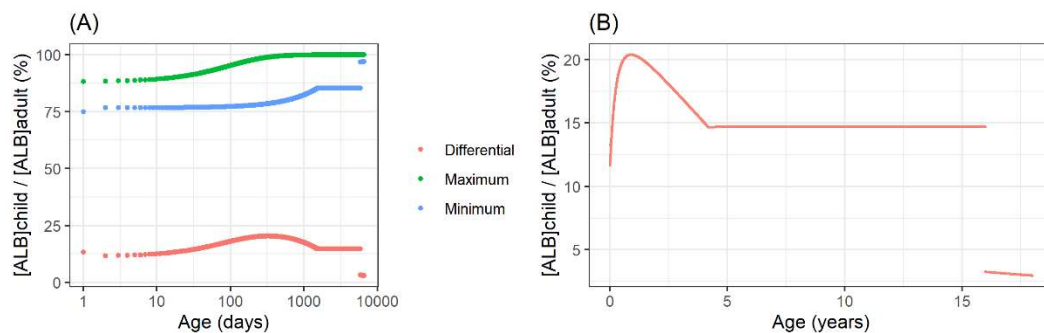 (A)
[ALB]child / [ALB]adult (%)
100
75
50
25
0
1
10
100
1000
10000
Age (days)
Differential
Maximum
Minimum
(B)
[ALB]child / [ALB]adult (%)
20
15
10
5
0
5
10
15
Age (years)